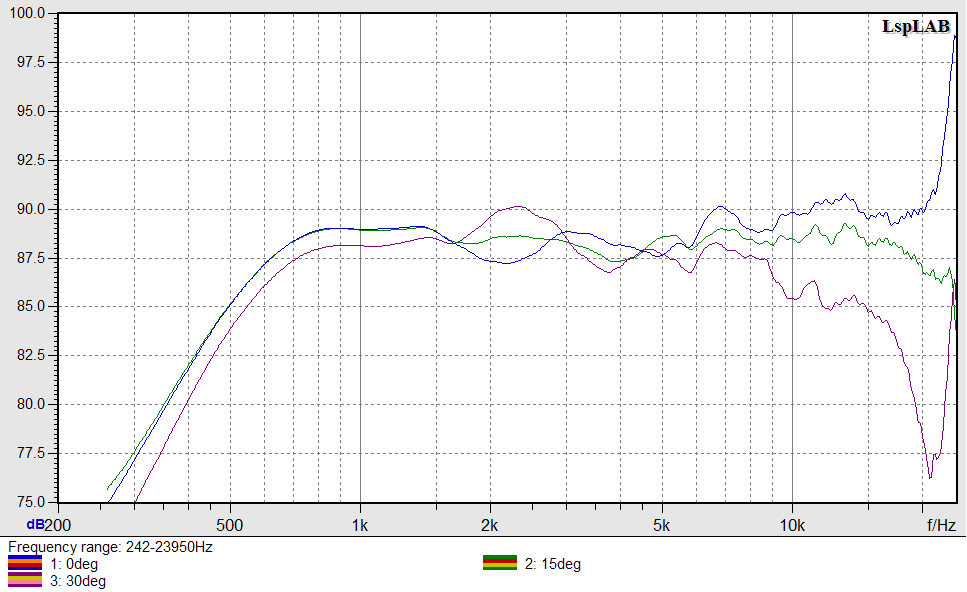 100.0
LspLAB
97.5
95.0
92.5
90.0
87.5
85.0
82.5
80.0
77.5
75.0
dB 200 500 1k 2k 5k 10k f/Hz
Frequency range: 242-23950Hz
1: 0deg 2: 15deg
3: 30deg